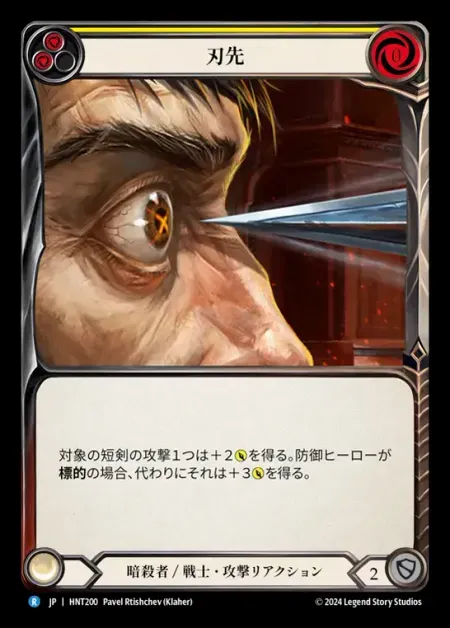 0
刃先
対象の短剣の攻撃1つは+2を得る。防御ヒーローが
標的の場合、代わりにそれは+3を得る。
暗殺者 / 戦士・攻撃リアクション
2
R JP | HNT200 Pavel Rtishchev (Klaher) © 2024 Legend Story Studios